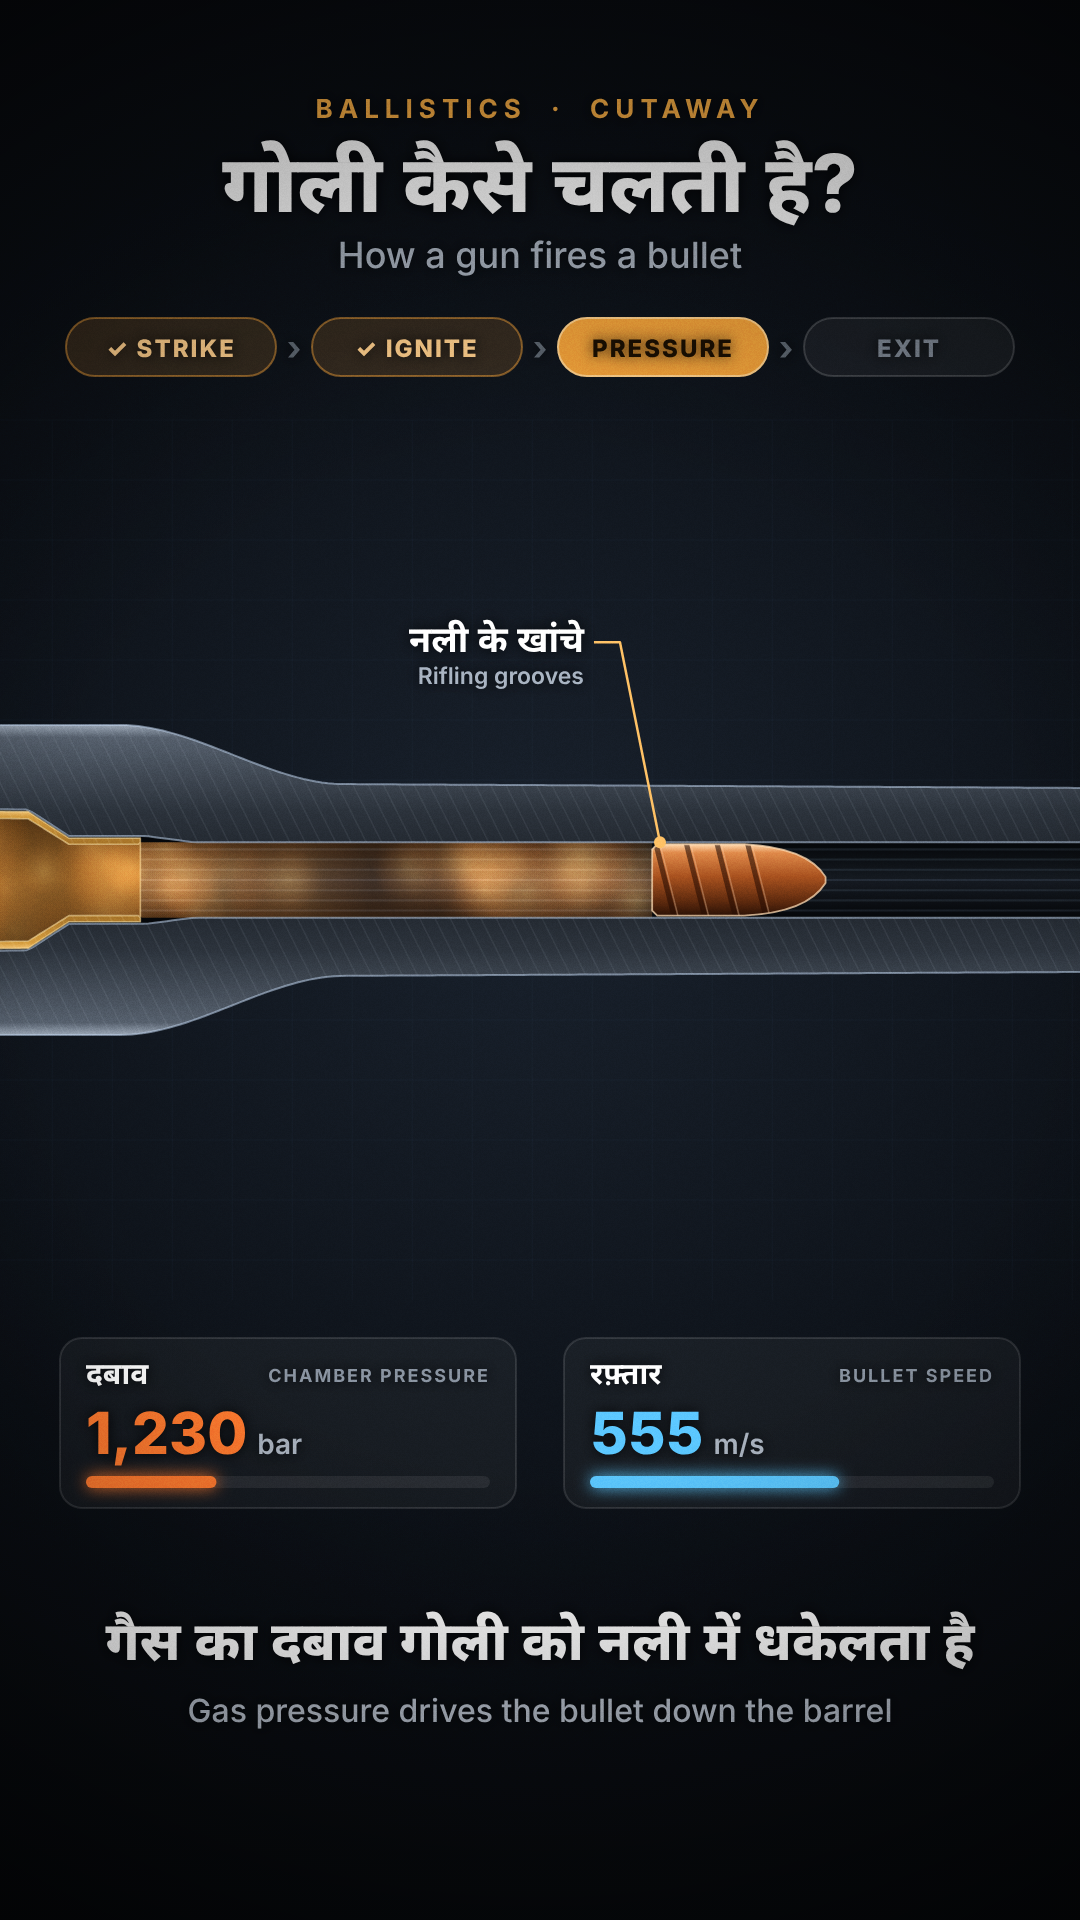 BALLISTICS · CUTAWAY
गोली कैसे चलती है?
How a gun fires a bullet
✓ STRIKE › ✓ IGNITE › PRESSURE › EXIT
नली के खांचे
Rifling grooves
दबाव CHAMBER PRESSURE
1,230 bar
रफ़्तार BULLET SPEED
555 m/s
गैस का दबाव गोली को नली में धकेलता है
Gas pressure drives the bullet down the barrel